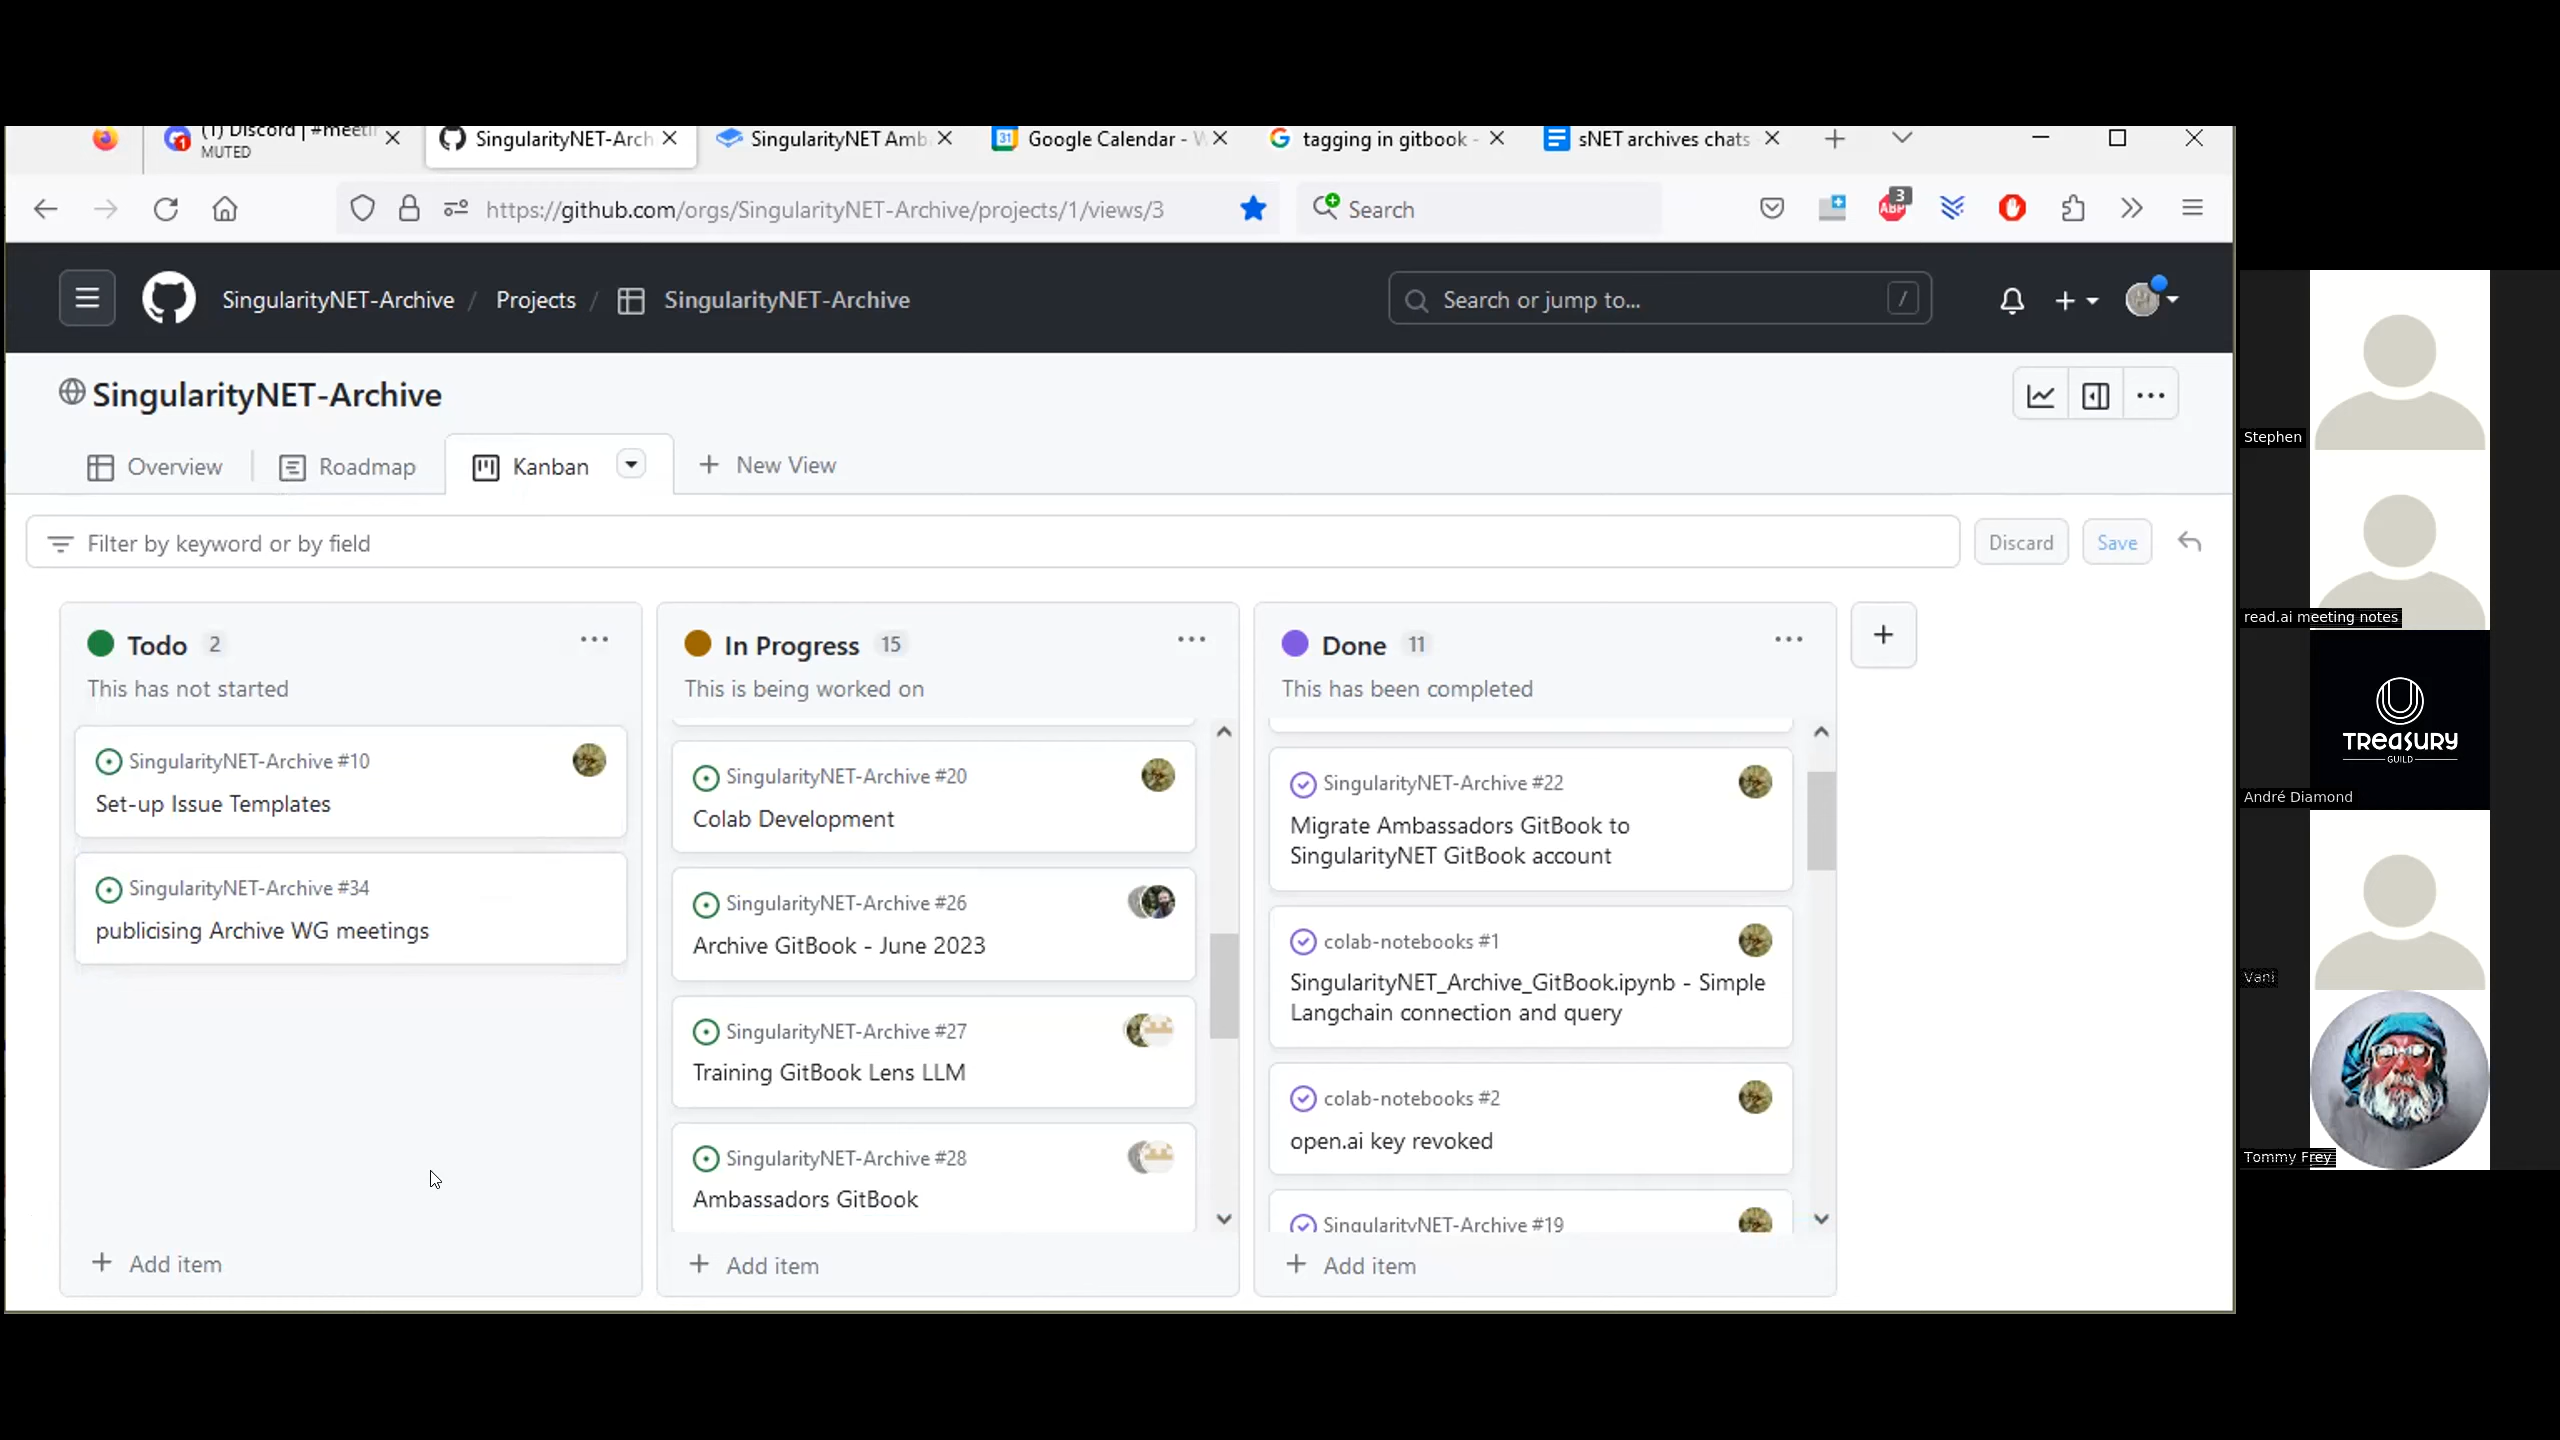 (1) Discord | #meeti
MUTED
SingularityNET-Arch
SingularityNET Amb
31
Google Calendar - W
tagging in gitbook -
sNET archives chats
https://github.com/orgs/SingularityNET-Archive/projects/1/views/3
Search
ABP
3
SingularityNET-Archive / Projects / SingularityNET-Archive
Search or jump to...
/
SingularityNET-Archive
Overview
Roadmap
Kanban
New View
Filter by keyword or by field
Discard
Save
Todo 2
This has not started
SingularityNET-Archive #10
Set-up Issue Templates
SingularityNET-Archive #34
publicising Archive WG meetings
Add item
In Progress 15
This is being worked on
SingularityNET-Archive #20
Colab Development
SingularityNET-Archive #26
Archive GitBook - June 2023
SingularityNET-Archive #27
Training GitBook Lens LLM
SingularityNET-Archive #28
Ambassadors GitBook
Add item
Done 11
This has been completed
SingularityNET-Archive #22
Migrate Ambassadors GitBook to
SingularityNET GitBook account
colab-notebooks #1
SingularityNET_Archive_GitBook.ipynb - Simple
Langchain connection and query
colab-notebooks #2
open.ai key revoked
SingularityNET-Archive #19
Add item
Stephen
read.ai meeting notes
TREASURY
GUILD
André Diamond
Vani
Tommy Frey